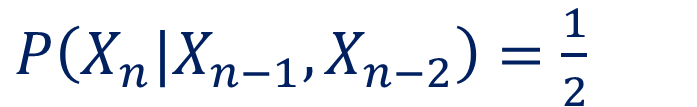 P(Xₙ|Xₙ₋₁, Xₙ₋₂) = 1/2